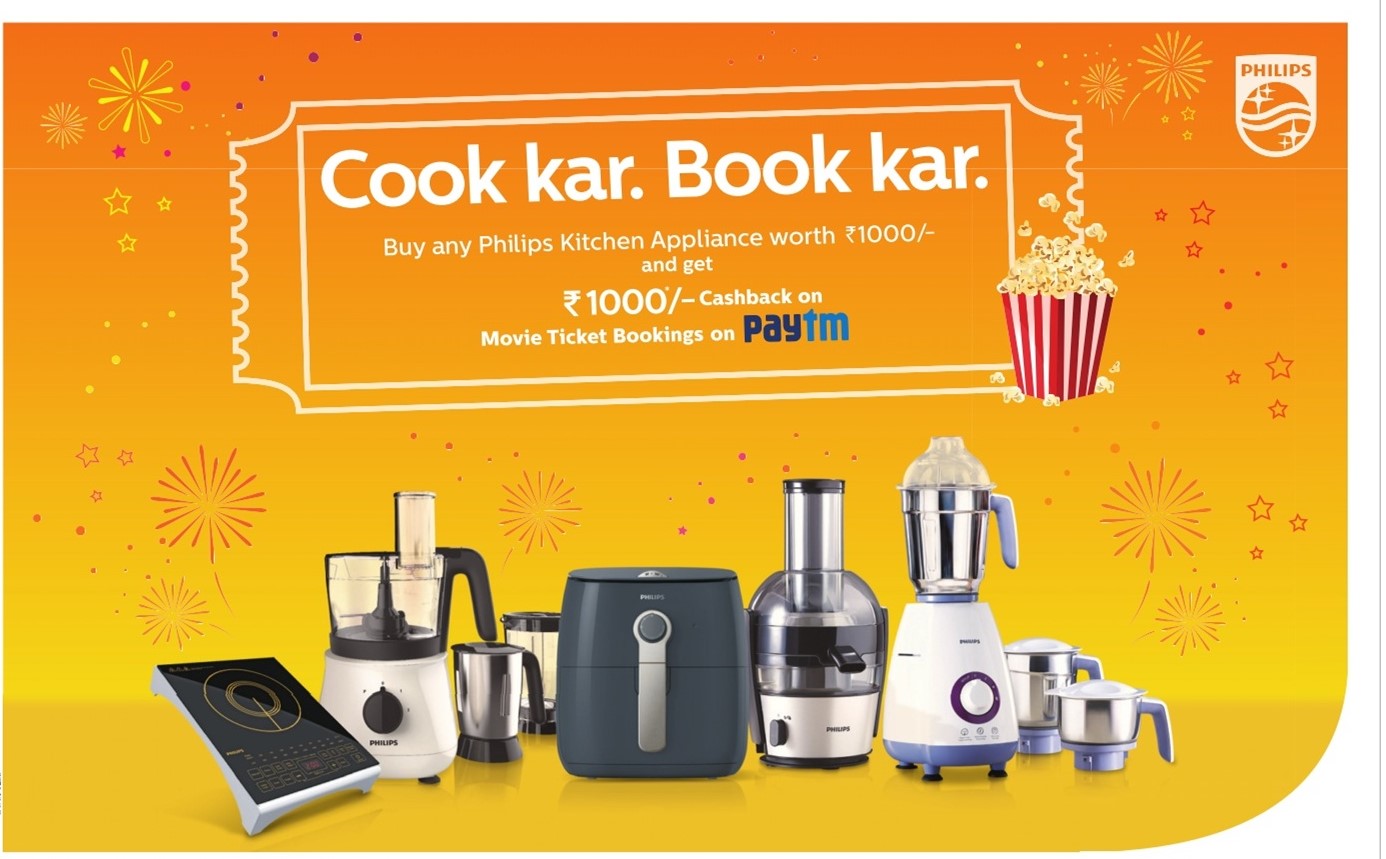 PHILIPS
Cook kar. Book kar.
Buy any Philips Kitchen Appliance worth ₹1000/-
and get
₹1000*/- Cashback on
Movie Ticket Bookings on paytm
PHILIPS
PHILIPS
PHILIPS
PHILIPS
PHILIPS